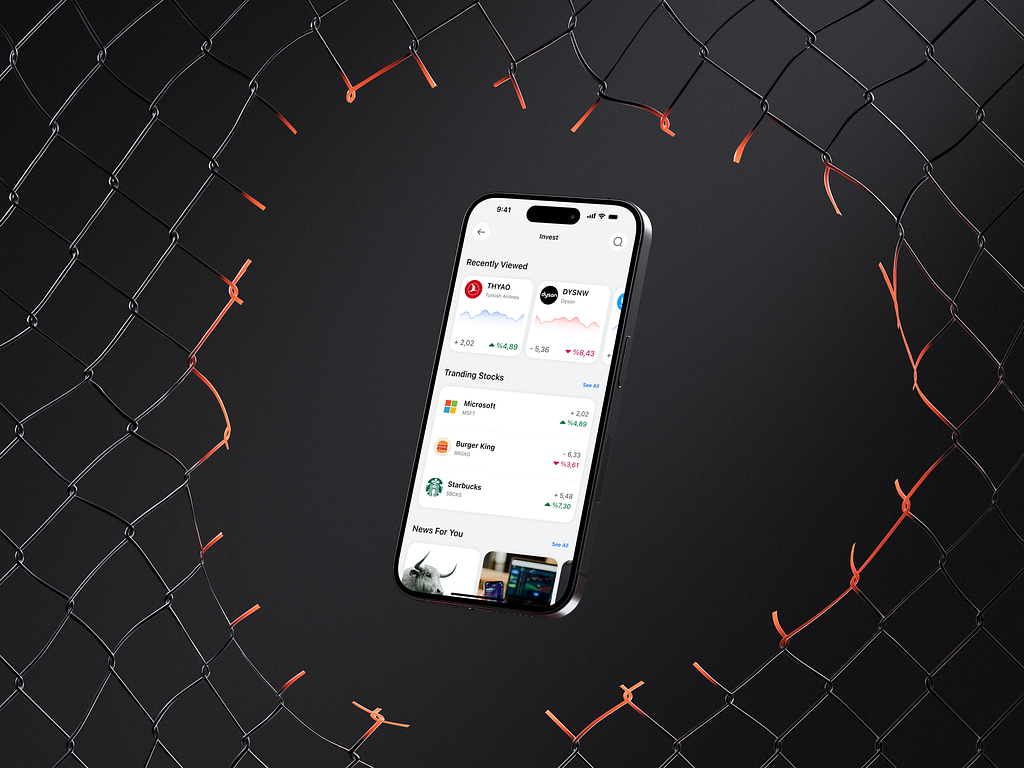 9:41
Invest
Recently Viewed
THYAO
Turkish Airlines
+ 2,02
%4,89
dyson
DYSNW
Dyson
- 5,36
%8,43
+
Tranding Stocks
See All
Microsoft
MSFT
+ 2,02
%4,89
Burger King
BRGKG
- 6,33
%3,61
Starbucks
SBCKS
+ 5,48
%7,30
News For You
See All